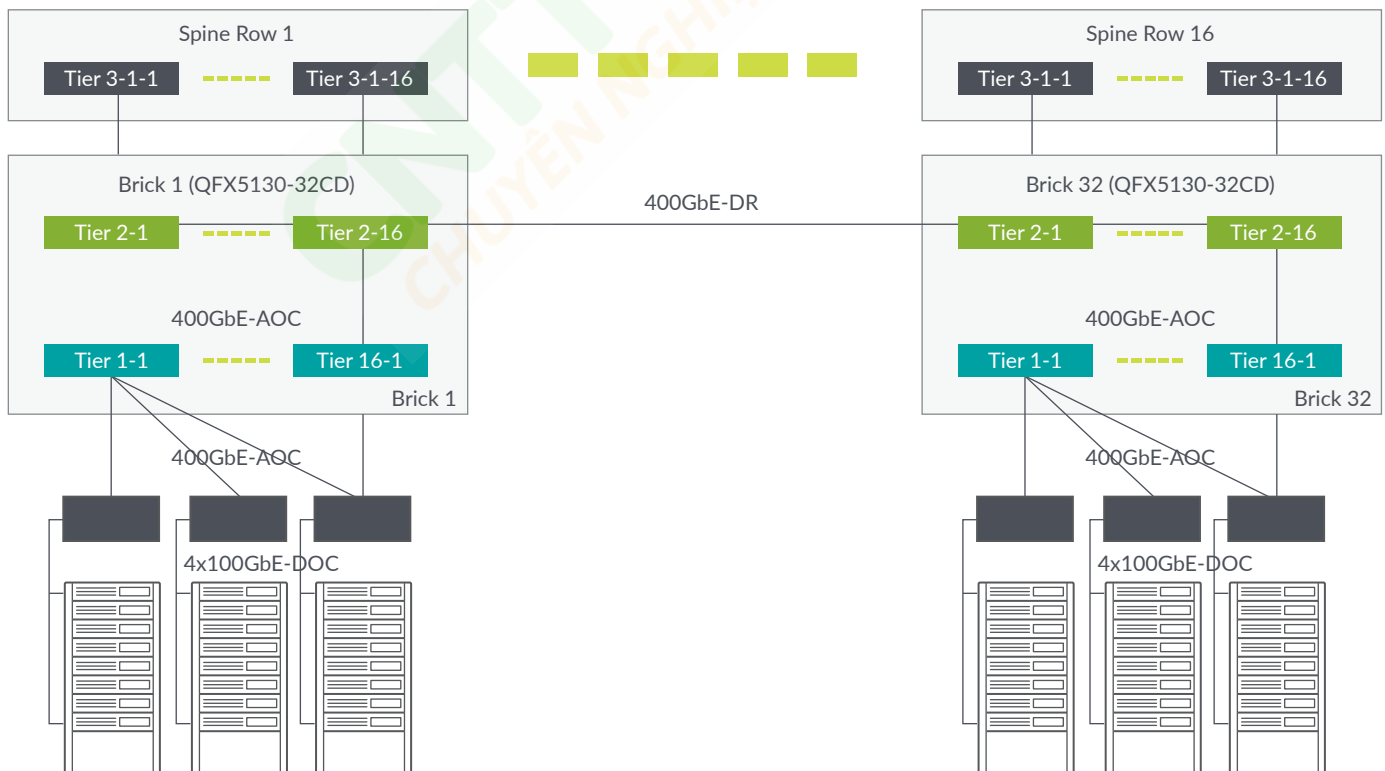 Spine Row 1
Tier 3-1-1
Tier 3-1-16
Spine Row 16
Tier 3-1-1
Tier 3-1-16
Brick 1 (QFX5130-32CD)
Tier 2-1
Tier 2-16
400GbE-AOC
Tier 1-1
Tier 16-1
Brick 1
400GbE-DR
Brick 32 (QFX5130-32CD)
Tier 2-1
Tier 2-16
400GbE-AOC
Tier 1-1
Tier 16-1
Brick 32
400GbE-AOC
4x100GbE-DOC
400GbE-AOC
4x100GbE-DOC